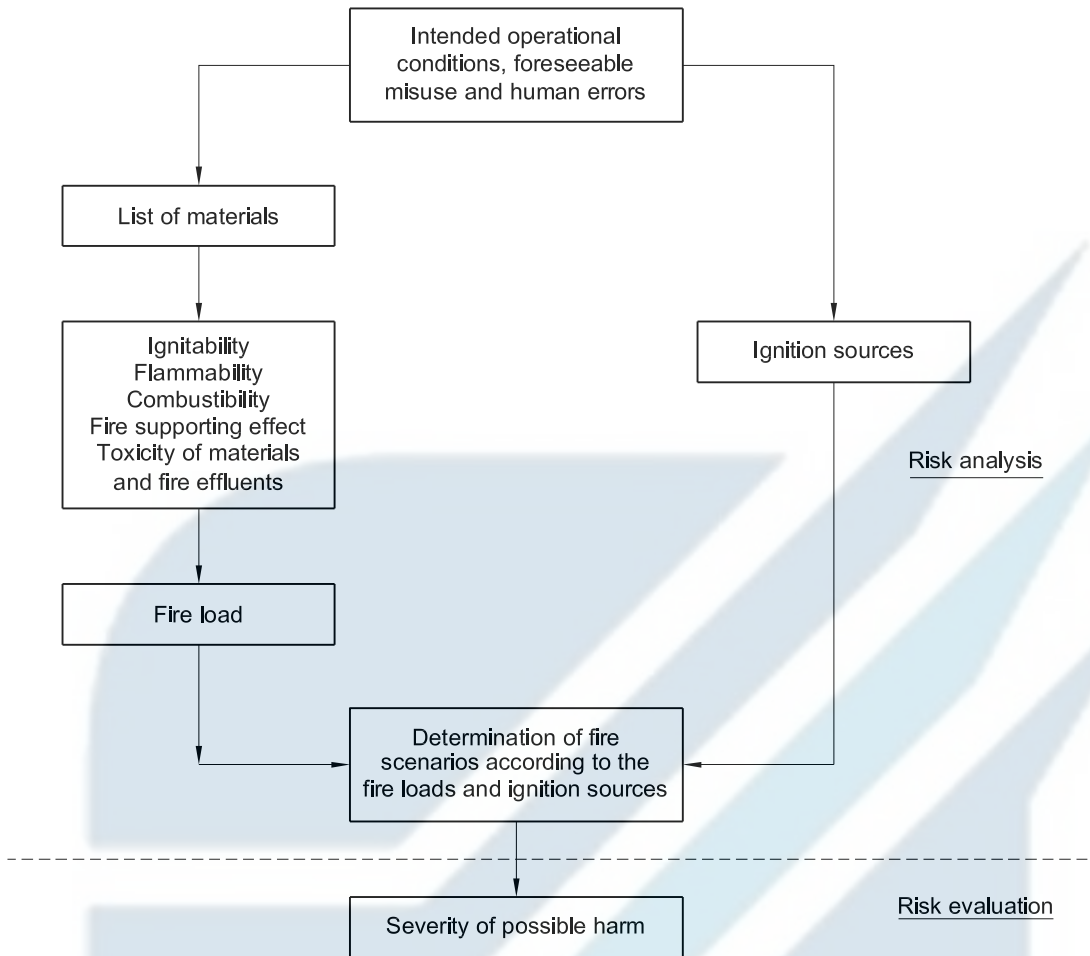 Intended operational
conditions, foreseeable
misuse and human errors
List of materials
Ignitability
Flammability
Combustibility
Fire supporting effect
Toxicity of materials
and fire effluents
Ignition sources
Risk analysis
Fire load
Determination of fire
scenarios according to the
fire loads and ignition sources
Severity of possible harm
Risk evaluation